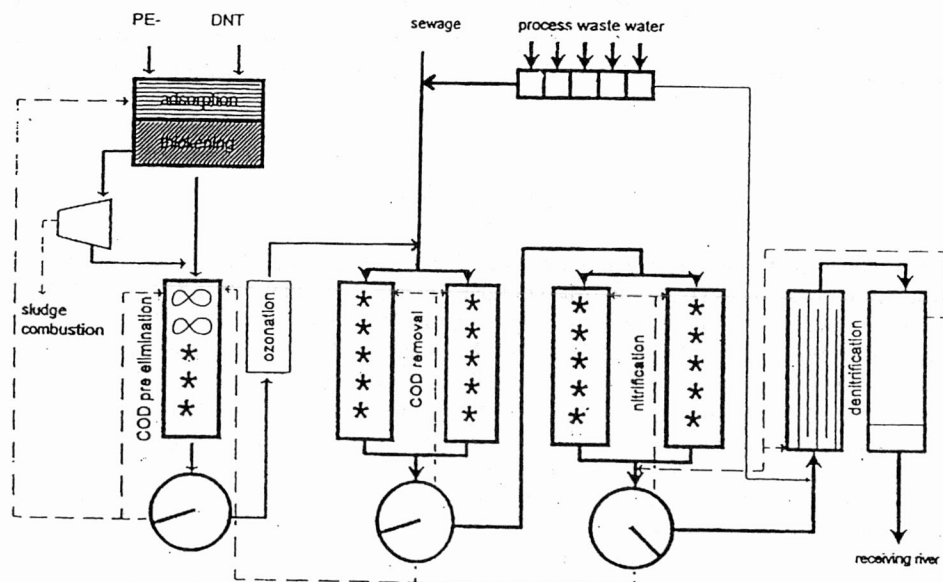 PE-
DNT
sewage
process waste water
adsorption
thickening
sludge
combustion
COD pre elimination
ozonation
COD removal
nitrification
denitrification
receiving river